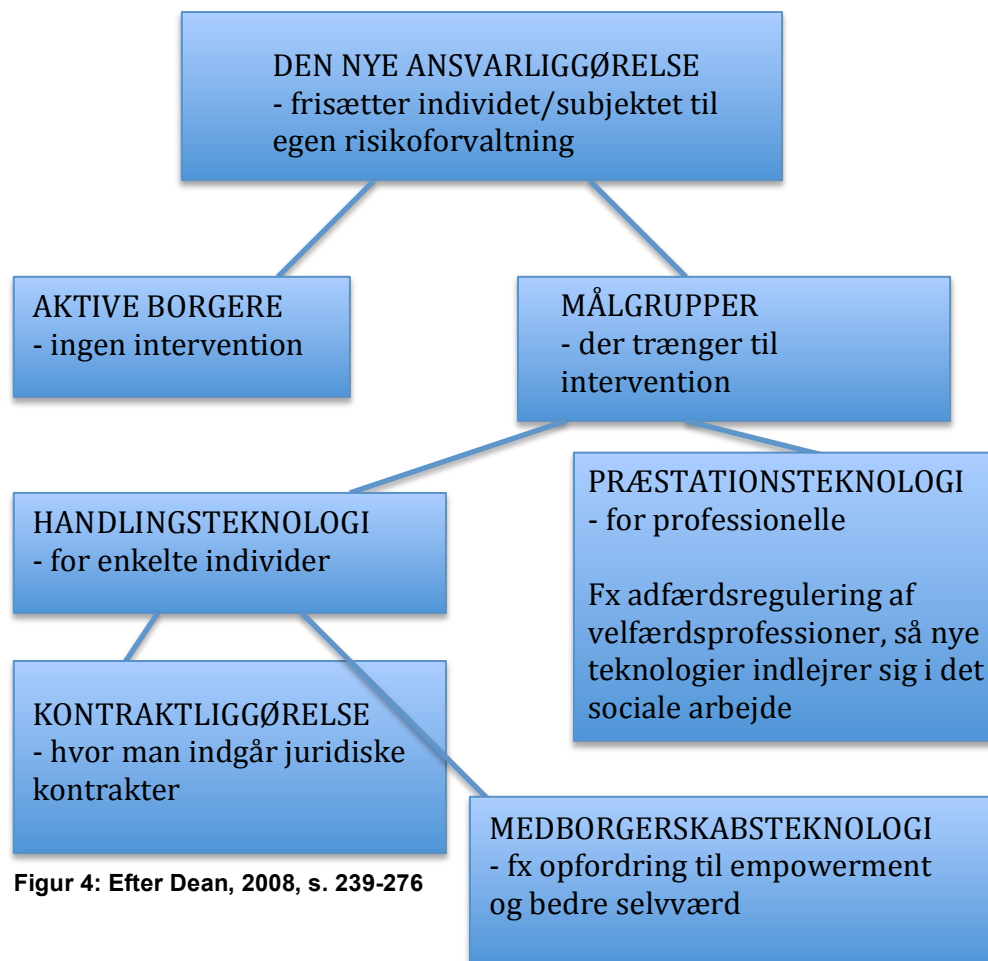 DEN NYE ANSVARLIGGØRELSE
- frisætter individet/subjektet til
egen risikoforvaltning
AKTIVE BORGERE
- ingen intervention
MÅLGRUPPER
- der trænger til
intervention
HANDLINGSTEKNOLOGI
- for enkelte individer
PRÆSTATIONSTEKNOLOGI
- for professionelle
Fx adfærdsregulering af
velfærdsprofessioner, så nye
teknologier indlejrer sig i det
sociale arbejde
KONTRAKTLIGGØRELSE
- hvor man indgår juridiske
kontrakter
MEDBORGERSKABSTEKNOLOGI
- fx opfordring til empowerment
og bedre selvværd
Figur 4: Efter Dean, 2008, s. 239-276